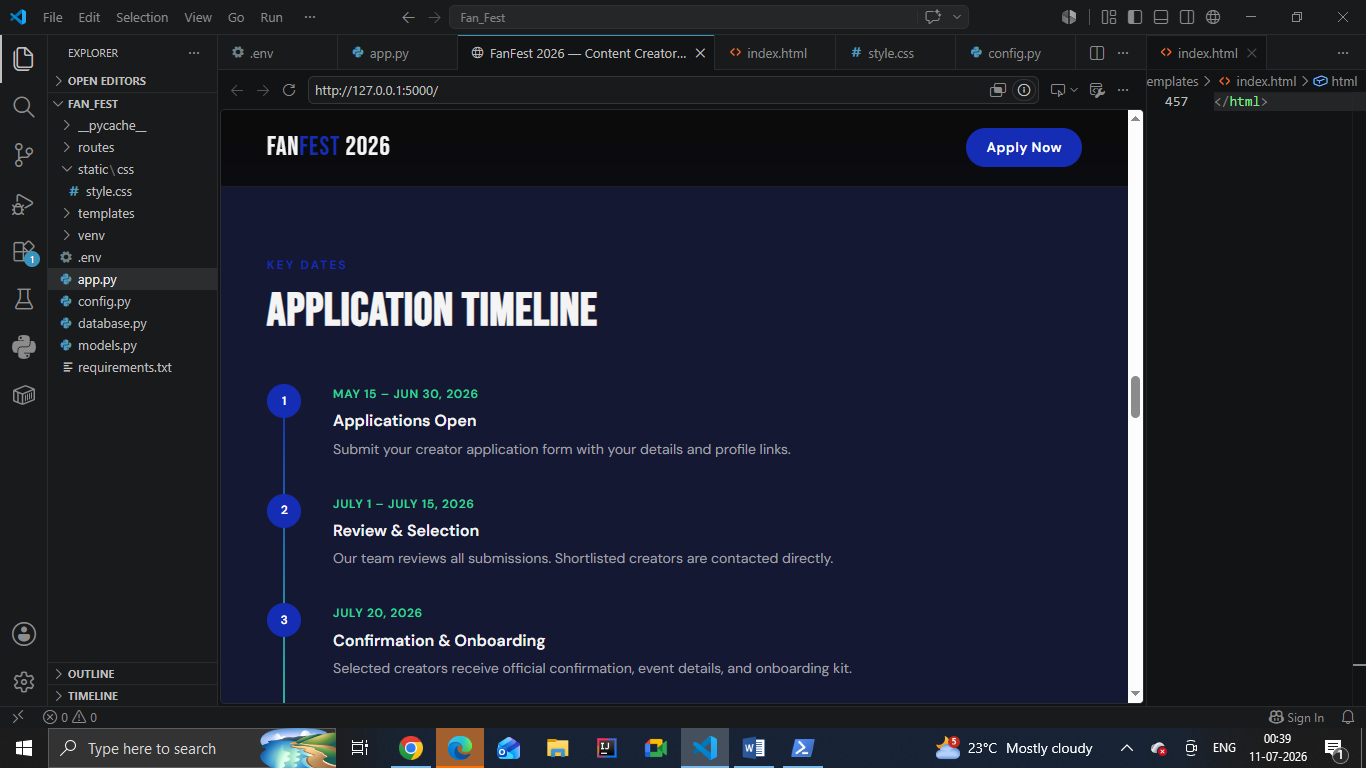 File Edit Selection View Go Run ···
Fan_Fest
EXPLORER ···
OPEN EDITORS
FAN_FEST
__pycache__
routes
static\css
# style.css
templates
venv
.env
app.py
config.py
database.py
models.py
requirements.txt
OUTLINE
TIMELINE
1
.env
app.py
FanFest 2026 — Content Creator...
index.html
# style.css
config.py
···
http://127.0.0.1:5000/
···
FANFEST 2026
Apply Now
KEY DATES
APPLICATION TIMELINE
1
MAY 15 – JUN 30, 2026
Applications Open
Submit your creator application form with your details and profile links.
2
JULY 1 – JULY 15, 2026
Review & Selection
Our team reviews all submissions. Shortlisted creators are contacted directly.
3
JULY 20, 2026
Confirmation & Onboarding
Selected creators receive official confirmation, event details, and onboarding kit.
index.html
···
emplates > index.html > html
457 </html>
0 0
Sign In
Type here to search
5
23°C Mostly cloudy
ENG
00:39
11-07-2026
1